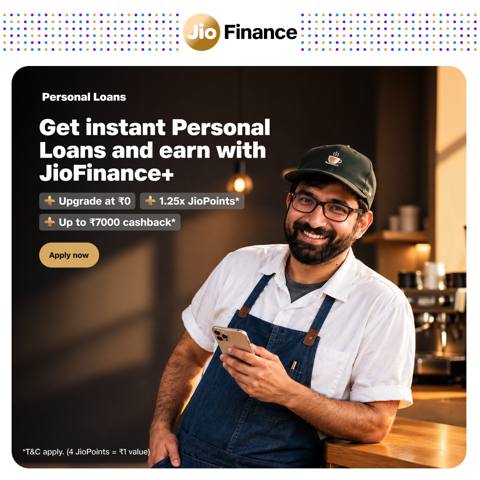 Jio Finance
Personal Loans
Get instant Personal
Loans and earn with
JioFinance+
Upgrade at ₹0 1.25x JioPoints*
Up to ₹7000 cashback*
Apply now
*T&C apply. (4 JioPoints = ₹1 value)